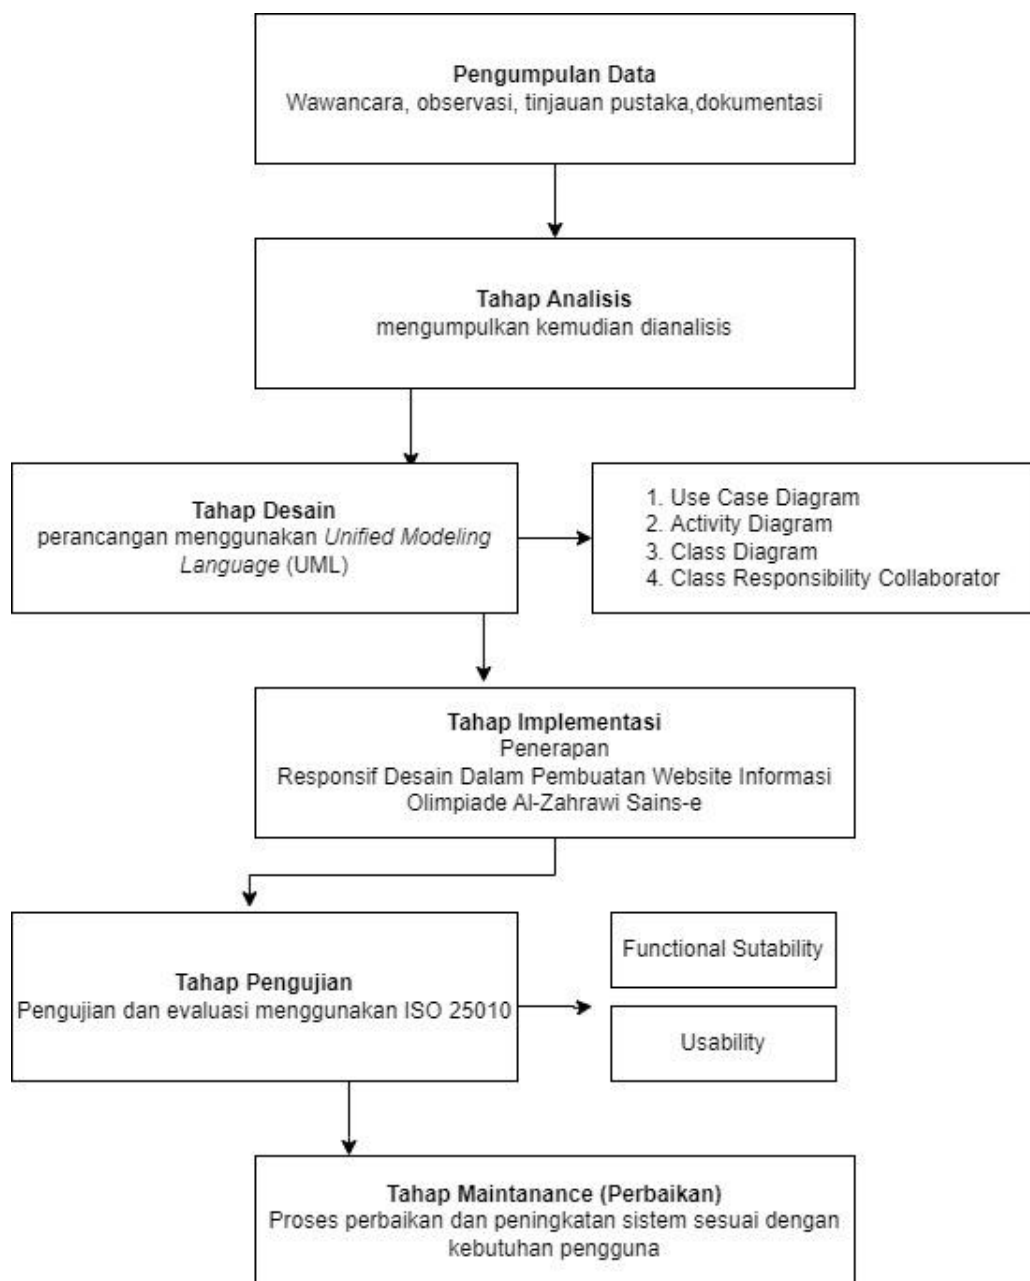 Pengumpulan Data
Wawancara, observasi, tinjauan pustaka,dokumentasi
Tahap Analisis
mengumpulkan kemudian dianalisis
Tahap Desain
perancangan menggunakan Unified Modeling
Language (UML)
1. Use Case Diagram
2. Activity Diagram
3. Class Diagram
4. Class Responsibility Collaborator
Tahap Implementasi
Penerapan
Responsif Desain Dalam Pembuatan Website Informasi
Olimpiade Al-Zahrawi Sains-e
Tahap Pengujian
Pengujian dan evaluasi menggunakan ISO 25010
Functional Sutability
Usability
Tahap Maintanance (Perbaikan)
Proses perbaikan dan peningkatan sistem sesuai dengan
kebutuhan pengguna